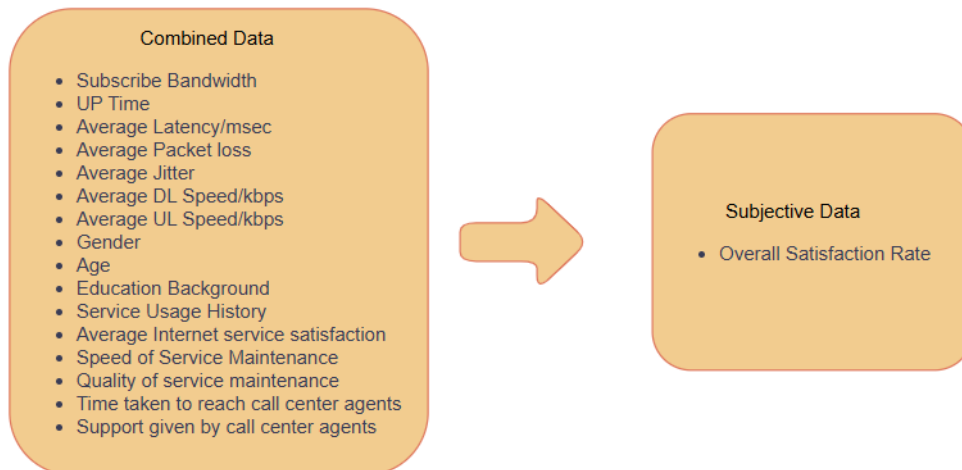 Combined Data
Subscribe Bandwidth
UP Time
Average Latency/msec
Average Packet loss
Average Jitter
Average DL Speed/kbps
Average UL Speed/kbps
Gender
Age
Education Background
Service Usage History
Average Internet service satisfaction
Speed of Service Maintenance
Quality of service maintenance
Time taken to reach call center agents
Support given by call center agents
Subjective Data
Overall Satisfaction Rate